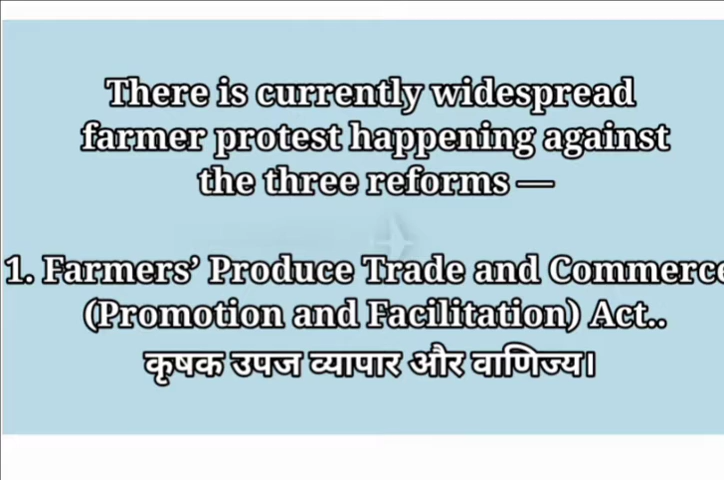 There is currently widespread
farmer protest happening against
the three reforms —
1. Farmers’ Produce Trade and Commerce
(Promotion and Facilitation) Act..
कृषक उपज व्यापार और वाणिज्य।